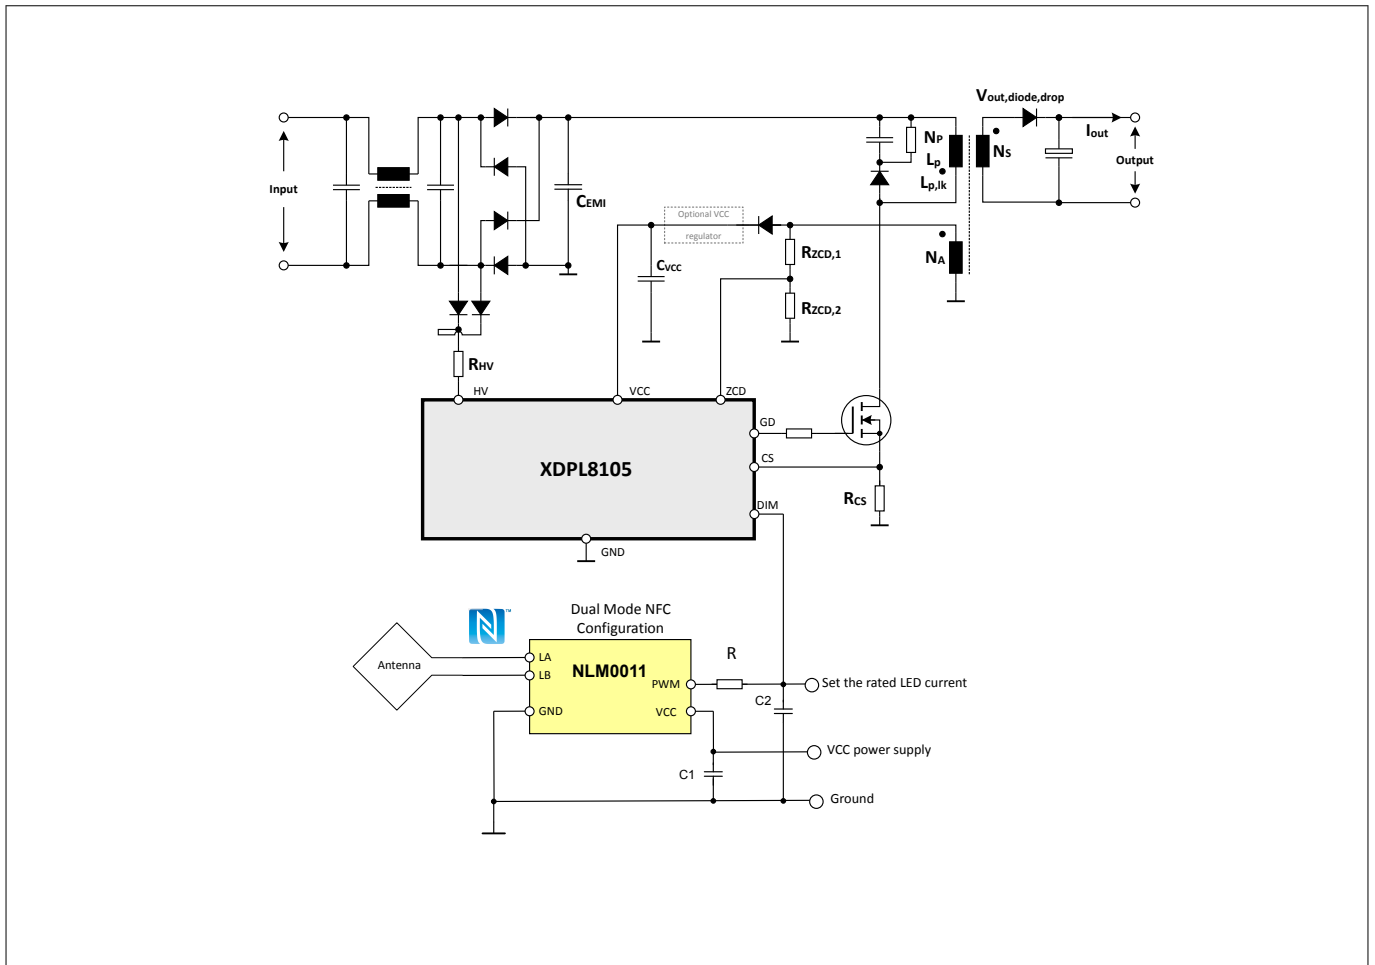 Vout,diode,drop
Iout
NP
NS
Lp
Output
Input
Lp,lk
CEMI
Optional VCC
regulator
RZCD,1
NA
CVCC
RZCD,2
RHV
HV
VCC
ZCD
GD
XDPL8105
CS
RCS
DIM
GND
Dual Mode NFC
Configuration
TM
R
LA
Antenna
NLM0011
LB
PWM
Set the rated LED current
C2
GND
VCC
VCC power supply
C1
Ground